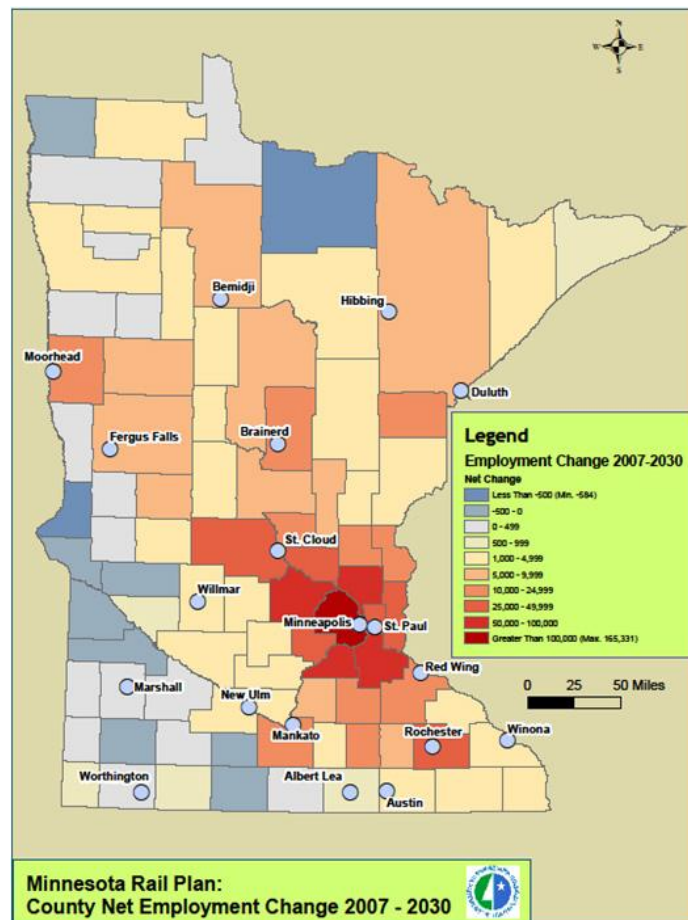 N
W E
S
Bemidji
Hibbing
Moorhead
Duluth
Fergus Falls
Brainerd
Legend
Employment Change 2007-2030
Net Change
Less Than -500 (Min. -584)
-500 - 0
0 - 499
500 - 999
1,000 - 4,999
5,000 - 9,999
10,000 - 24,999
25,000 - 49,999
50,000 - 100,000
Greater Than 100,000 (Max. 165,331)
St. Cloud
Willmar
Minneapolis
St. Paul
Red Wing
0 25 50 Miles
Marshall
New Ulm
Mankato
Rochester
Winona
Worthington
Albert Lea
Austin
Minnesota Rail Plan:
County Net Employment Change 2007 - 2030